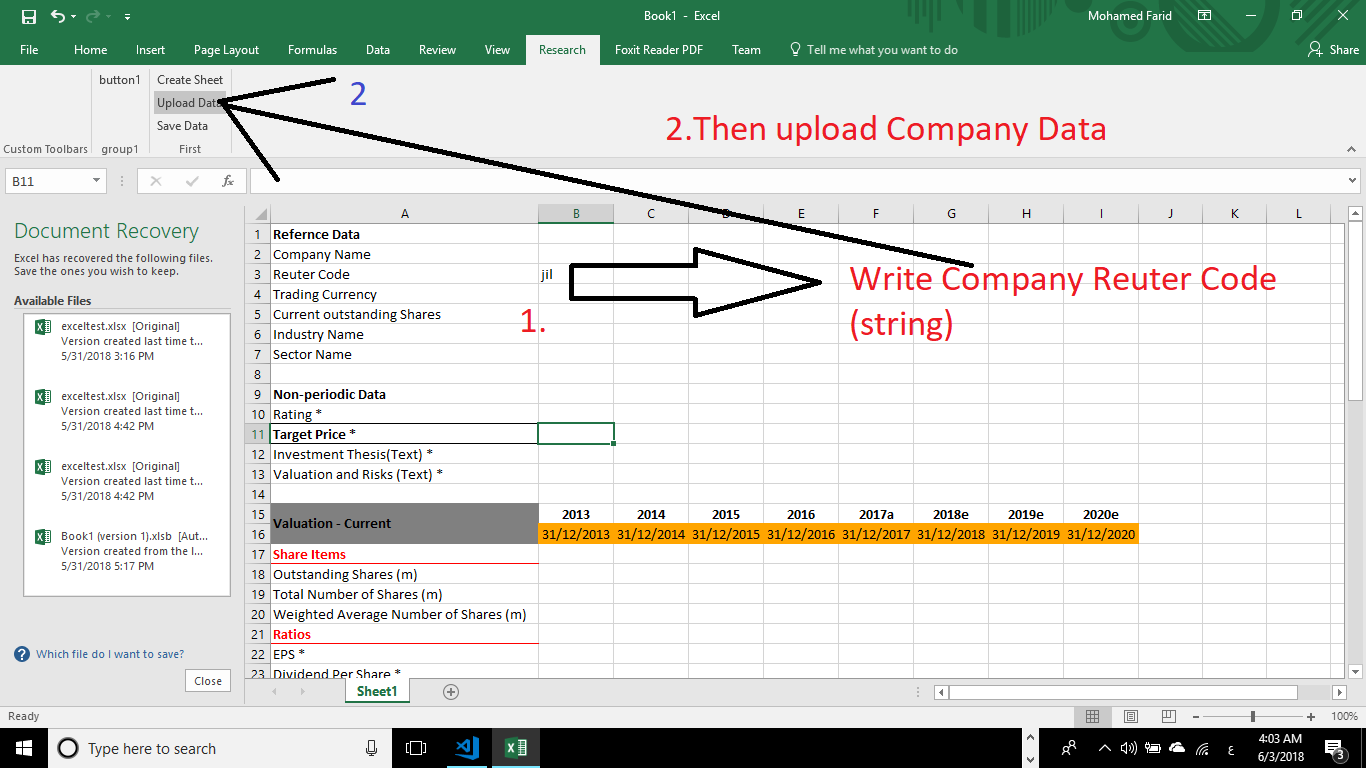 Book1 - Excel
Mohamed Farid
File Home Insert Page Layout Formulas Data Review View Research Foxit Reader PDF Team Tell me what you want to do Share
button1
Create Sheet
Upload Data
Save Data
Custom Toolbars group1 First
2
2.Then upload Company Data
B11 fx
Document Recovery
Excel has recovered the following files.
Save the ones you wish to keep.
Available Files
exceltest.xlsx [Original]
Version created last time t...
5/31/2018 3:16 PM
exceltest.xlsx [Original]
Version created last time t...
5/31/2018 4:42 PM
exceltest.xlsx [Original]
Version created last time t...
5/31/2018 4:42 PM
Book1 (version 1).xlsb [Aut...
Version created from the l...
5/31/2018 5:17 PM
Which file do I want to save?
Close
A B C D E F G H I J K L
1 Refernce Data
2 Company Name
3 Reuter Code jil
4 Trading Currency
5 Current outstanding Shares
6 Industry Name
7 Sector Name
8
9 Non-periodic Data
10 Rating *
11 Target Price *
12 Investment Thesis(Text) *
13 Valuation and Risks (Text) *
14
15 Valuation - Current 2013 2014 2015 2016 2017a 2018e 2019e 2020e
16 31/12/2013 31/12/2014 31/12/2015 31/12/2016 31/12/2017 31/12/2018 31/12/2019 31/12/2020
17 Share Items
18 Outstanding Shares (m)
19 Total Number of Shares (m)
20 Weighted Average Number of Shares (m)
21 Ratios
22 EPS *
23 Dividend Per Share *
1.
Write Company Reuter Code
(string)
Sheet1
Ready
100%
Type here to search
ع
4:03 AM
6/3/2018
3